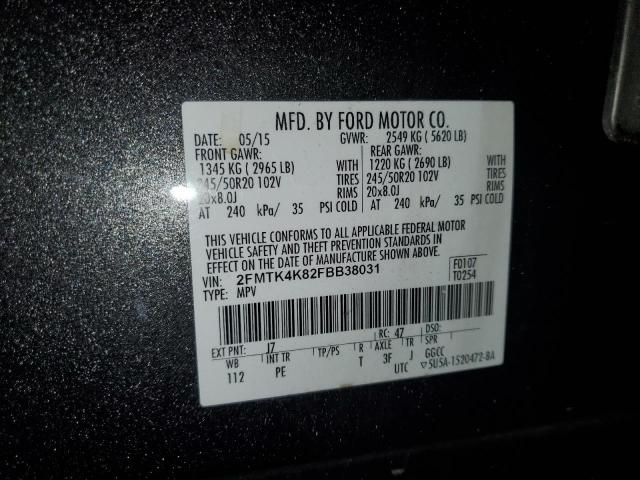 MFD. BY FORD MOTOR CO.
DATE: 05/15 GVWR: 2549 KG ( 5620 LB)
FRONT GAWR: REAR GAWR:
1345 KG ( 2965 LB) WITH 1220 KG ( 2690 LB) WITH
245/50R20 102V TIRES 245/50R20 102V TIRES
20x8.0J RIMS 20x8.0J RIMS
AT 240 kPa/ 35 PSI COLD AT 240 kPa/ 35 PSI COLD
THIS VEHICLE CONFORMS TO ALL APPLICABLE FEDERAL MOTOR
VEHICLE SAFETY AND THEFT PREVENTION STANDARDS IN
EFFECT ON THE DATE OF MANUFACTURE SHOWN ABOVE.
VIN: 2FMTK4K82FBB38031 F0107
TYPE: MPV T0254
EXT PNT: J7 RC: 47 DSO:
WB INT TR TP/PS R AXLE TR SPR
112 PE T 3F J GGCC
UTC ▽5U5A-1520472-BA